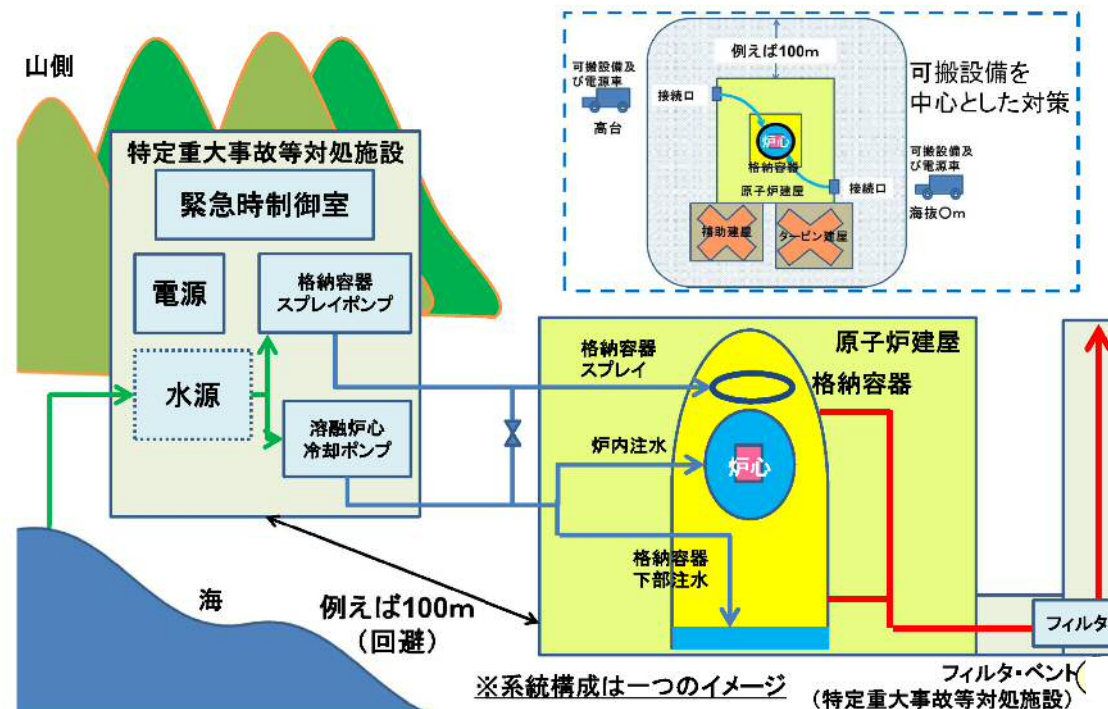 山側
特定重大事故等対処施設
緊急時制御室
電源
格納容器
スプレイポンプ
水源
溶融炉心
冷却ポンプ
海
例えば100m
(回避)
例えば100m
可搬設備を
中心とした対策
可搬設備及
び電源車
高台
接続口
炉心
格納容器
原子炉建屋
接続口
可搬設備及
び電源車
海抜〇m
補助建屋
タービン建屋
原子炉建屋
格納容器
格納容器
スプレイ
炉内注水
炉心
格納容器
下部注水
フィルタ
フィルタ・ベント
(特定重大事故等対処施設)
※系統構成は一つのイメージ